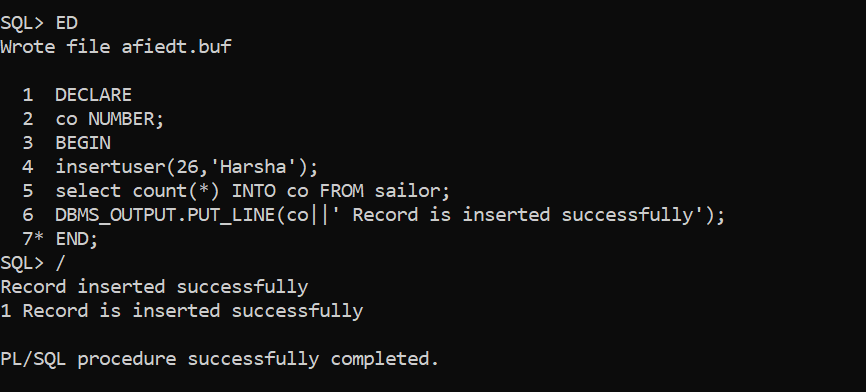 SQL> ED
Wrote file afiedt.buf
1 DECLARE
2 co NUMBER;
3 BEGIN
4 insertuser(26,'Harsha');
5 select count(*) INTO co FROM sailor;
6 DBMS_OUTPUT.PUT_LINE(co||' Record is inserted successfully');
7* END;
SQL> /
Record inserted successfully
1 Record is inserted successfully
PL/SQL procedure successfully completed.